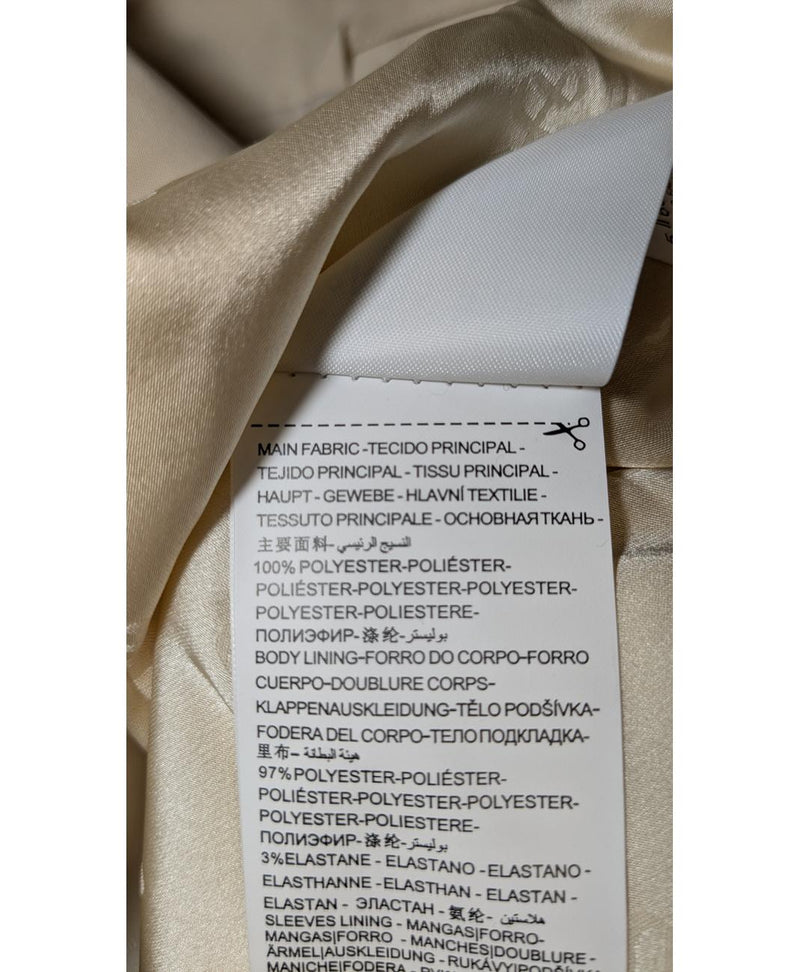 MAIN FABRIC -TECIDO PRINCIPAL -
TEJIDO PRINCIPAL - TISSU PRINCIPAL -
HAUPT - GEWEBE - HLAVNÍ TEXTILIE -
TESSUTO PRINCIPALE - ОСНОВНАЯ ТКАНЬ -
主要面料-النسيج الرئيسي
100% POLYESTER-POLIÉSTER-
POLIÉSTER-POLYESTER-POLYESTER-
POLYESTER-POLIESTERE-
ПОЛИЭФИР-涤纶-بوليستر
BODY LINING-FORRO DO CORPO-FORRO
CUERPO-DOUBLURE CORPS-
KLAPPENAUSKLEIDUNG-TĚLO PODŠÍVKA-
FODERA DEL CORPO-ТЕЛО ПОДКЛАДКА-
里布-هيئة البطانة
97% POLYESTER-POLIÉSTER-
POLIÉSTER-POLYESTER-POLYESTER-
POLYESTER-POLIESTERE-
ПОЛИЭФИР-涤纶-بوليستر
3%ELASTANE - ELASTANO -ELASTANO -
ELASTHANNE -ELASTHAN - ELASTAN -
ELASTAN - ЭЛАСТАН - 氨纶- هلاستين
SLEEVES LINING - MANGAS|FORRO-
MANGAS|FORRO - MANCHES|DOUBLURE -
ÄRMEL|AUSKLEIDUNG - RUKÁVY|PODŠÍVK
MANICHE|FODERA -